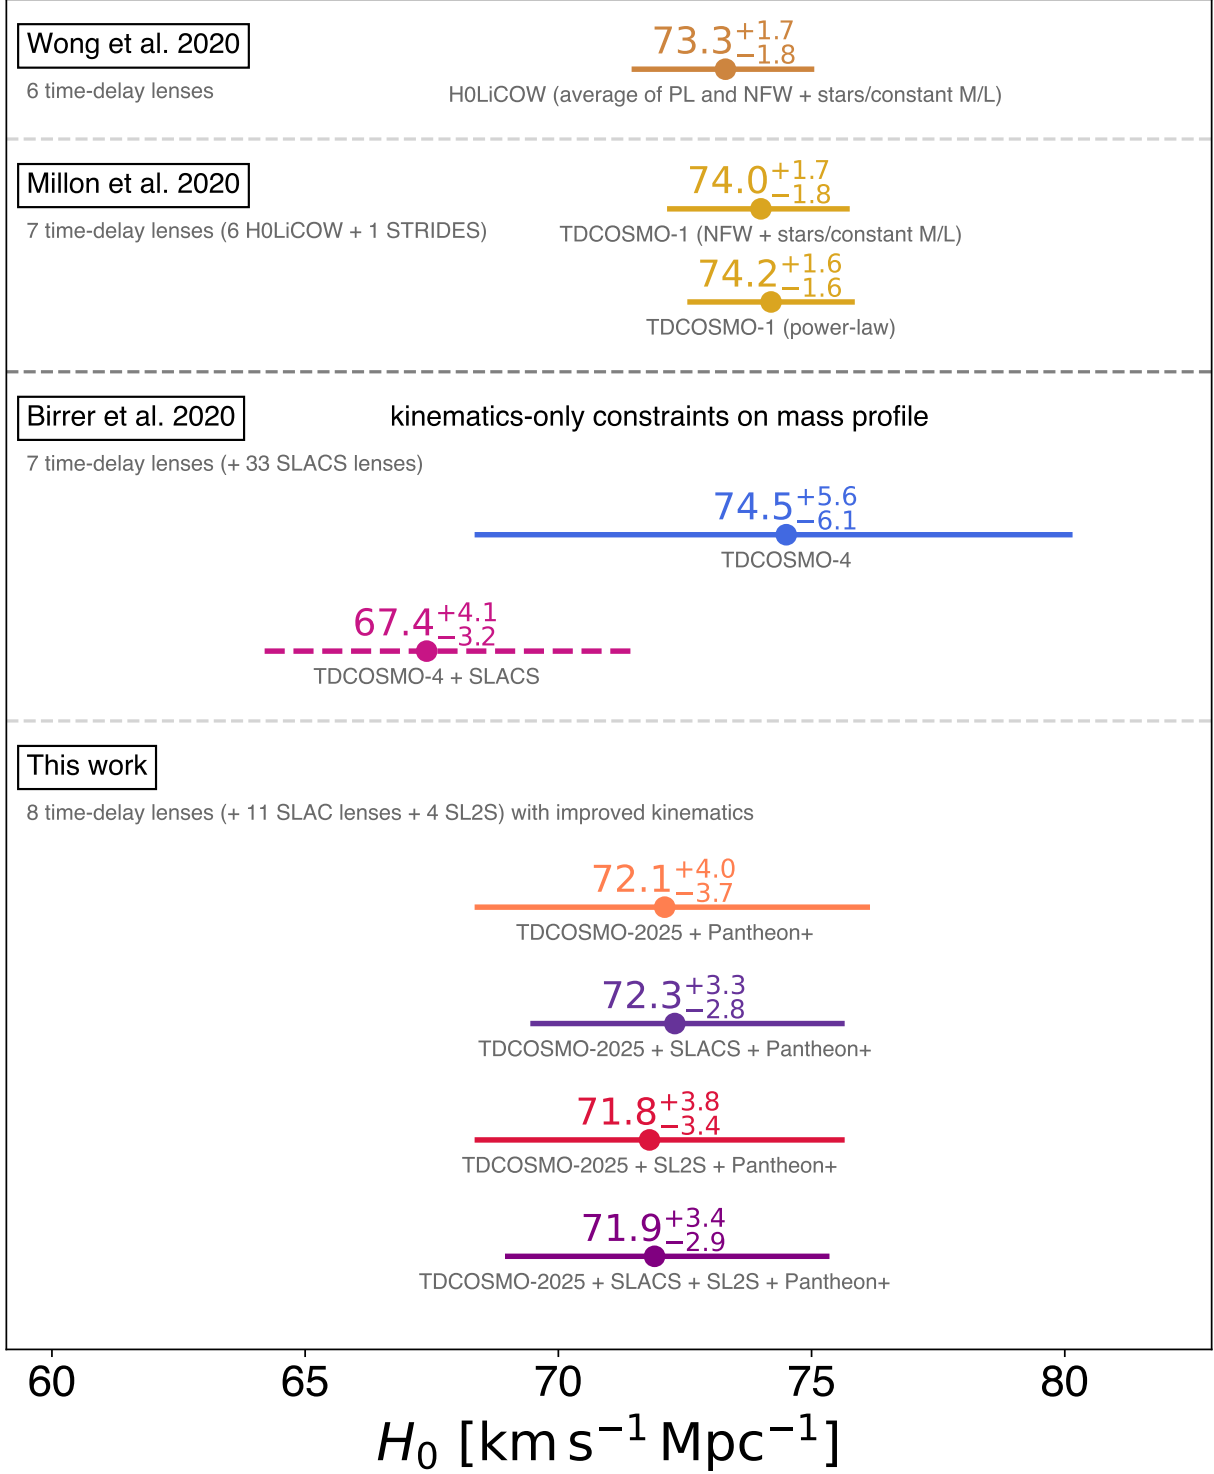 Wong et al. 2020
6 time-delay lenses
73.3+1.7−1.8
H0LiCOW (average of PL and NFW + stars/constant M/L)
Millon et al. 2020
7 time-delay lenses (6 H0LiCOW + 1 STRIDES)
74.0+1.7−1.8
TDCOSMO-1 (NFW + stars/constant M/L)
74.2+1.6−1.6
TDCOSMO-1 (power-law)
Birrer et al. 2020
kinematics-only constraints on mass profile
7 time-delay lenses (+ 33 SLACS lenses)
74.5+5.6−6.1
TDCOSMO-4
67.4+4.1−3.2
TDCOSMO-4 + SLACS
This work
8 time-delay lenses (+ 11 SLAC lenses + 4 SL2S) with improved kinematics
72.1+4.0−3.7
TDCOSMO-2025 + Pantheon+
72.3+3.3−2.8
TDCOSMO-2025 + SLACS + Pantheon+
71.8+3.8−3.4
TDCOSMO-2025 + SL2S + Pantheon+
71.9+3.4−2.9
TDCOSMO-2025 + SLACS + SL2S + Pantheon+
60 65 70 75 80
H₀ [km s⁻¹ Mpc⁻¹]